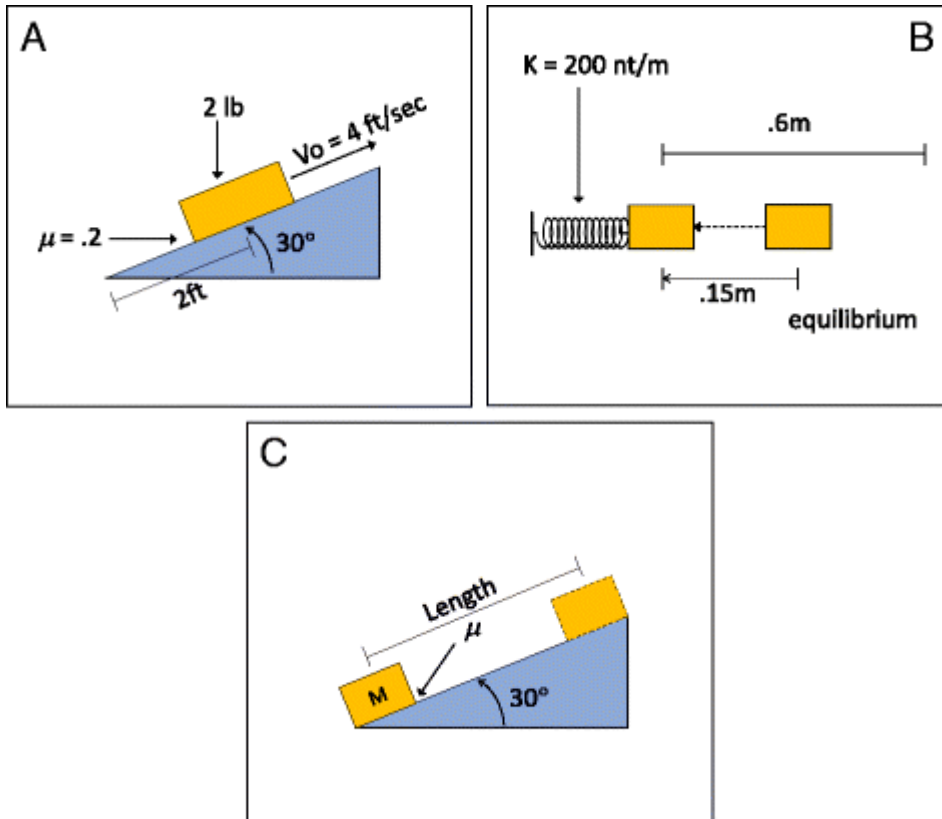 A
2 lb
Vo = 4 ft/sec
μ = .2
30°
2ft
B
K = 200 nt/m
.6m
.15m
equilibrium
C
Length
μ
M
30°